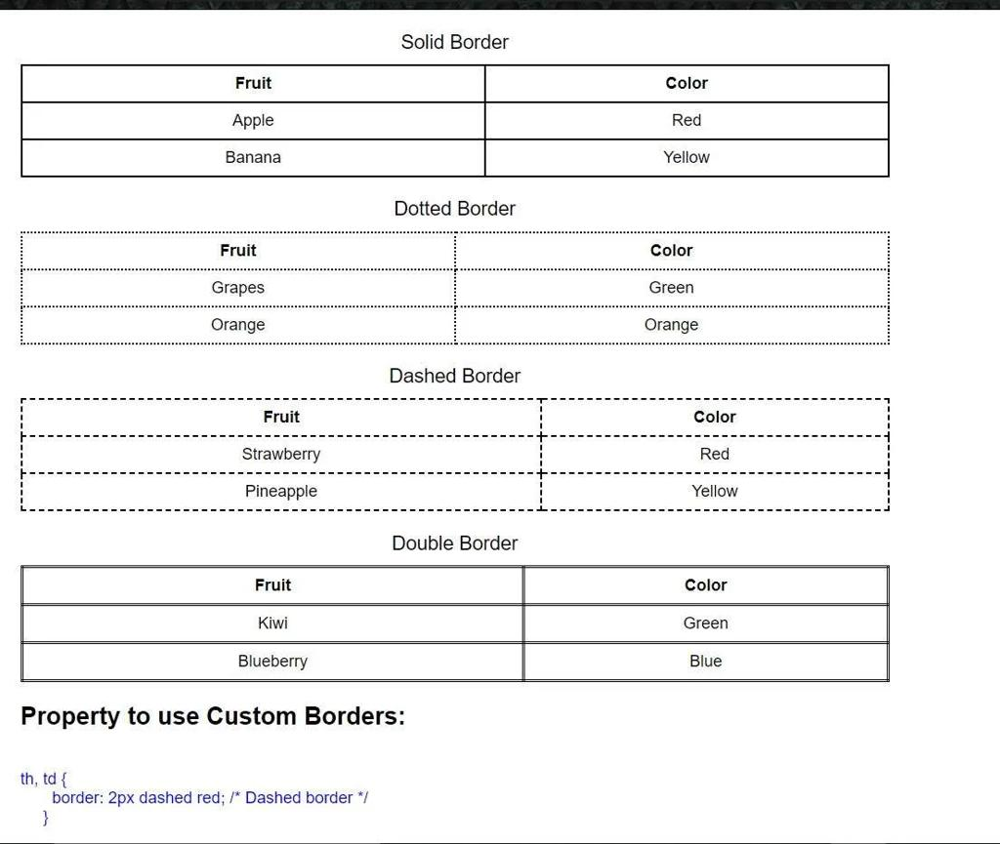 Solid Border
Fruit Color
Apple Red
Banana Yellow
Dotted Border
Fruit Color
Grapes Green
Orange Orange
Dashed Border
Fruit Color
Strawberry Red
Pineapple Yellow
Double Border
Fruit Color
Kiwi Green
Blueberry Blue
Property to use Custom Borders:
th, td {
border: 2px dashed red; /* Dashed border */
}